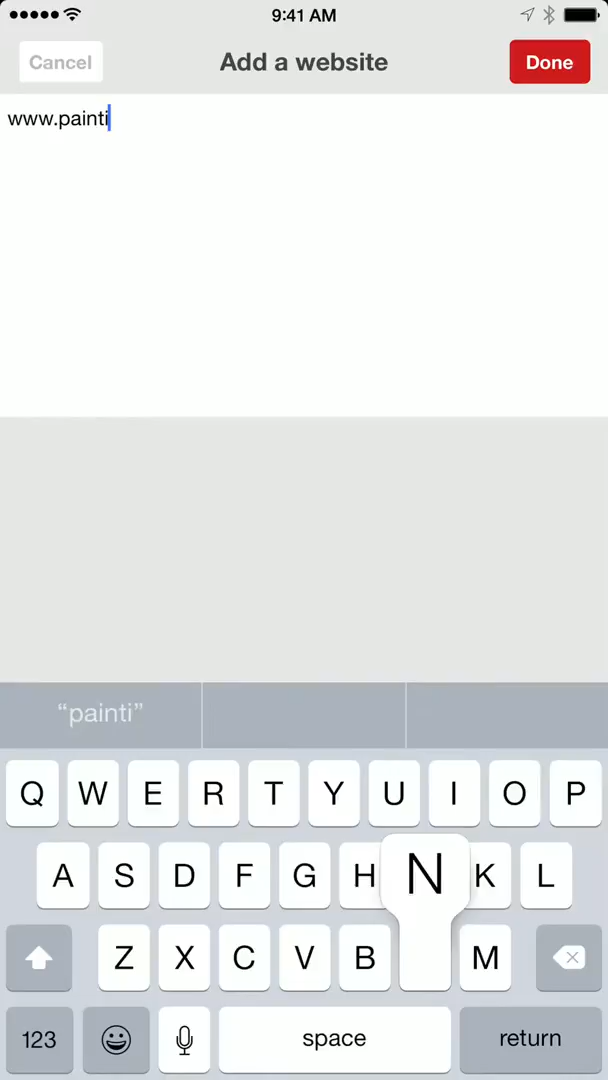 9:41 AM
Cancel Add a website Done
www.painti
“painti”
Q W E R T Y U I O P
A S D F G H N K L
Z X C V B M
123 space return